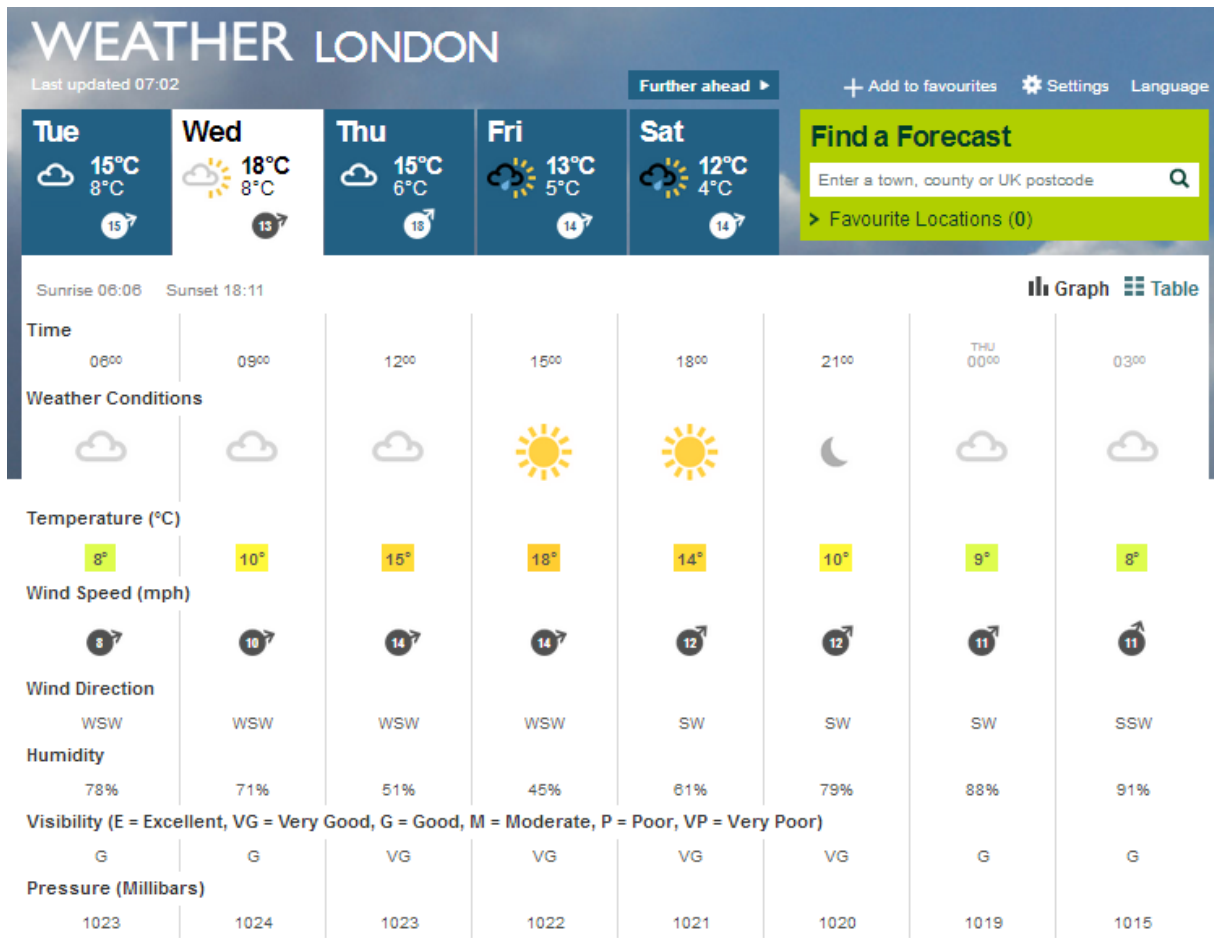 WEATHER LONDON
Last updated 07:02
Further ahead
Add to favourites
Settings
Language
Tue Wed Thu Fri Sat
15°C 18°C 15°C 13°C 12°C
8°C 8°C 6°C 5°C 4°C
15 13 13 14 14
Find a Forecast
Enter a town, county or UK postcode
> Favourite Locations (0)
Sunrise 06:06 Sunset 18:11
Graph Table
Time
THU
06⁰⁰ 09⁰⁰ 12⁰⁰ 15⁰⁰ 18⁰⁰ 21⁰⁰ 00⁰⁰ 03⁰⁰
Weather Conditions
Temperature (°C)
8° 10° 15° 18° 14° 10° 9° 8°
Wind Speed (mph)
8 10 14 14 12 12 11 11
Wind Direction
WSW WSW WSW WSW SW SW SW SSW
Humidity
78% 71% 51% 45% 61% 79% 88% 91%
Visibility (E = Excellent, VG = Very Good, G = Good, M = Moderate, P = Poor, VP = Very Poor)
G G VG VG VG VG G G
Pressure (Millibars)
1023 1024 1023 1022 1021 1020 1019 1015